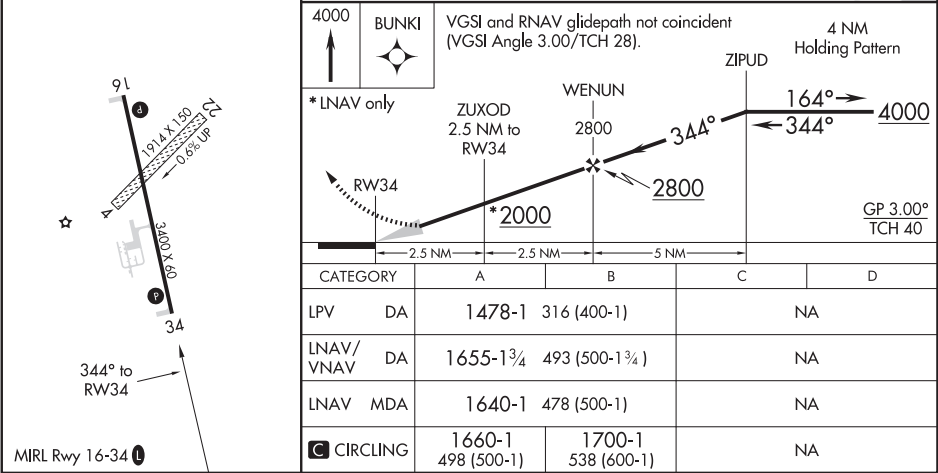 16
P
1914 X 150
22
0.6% UP
4
3400 X 60
P
34
344° to
RW34
MIRL Rwy 16-34 L
4000
BUNKI
VGSI and RNAV glidepath not coincident
(VGSI Angle 3.00/TCH 28).
4 NM
Holding Pattern
ZIPUD
* LNAV only
WENUN
ZUXOD
2.5 NM to
RW34
2800
344°
164°
4000
344°
RW34
2800
*2000
GP 3.00°
TCH 40
2.5 NM
2.5 NM
5 NM
CATEGORY A B C D
LPV DA 1478-1 316 (400-1) NA
LNAV/
VNAV DA 1655-1¾ 493 (500-1¾) NA
LNAV MDA 1640-1 478 (500-1) NA
C CIRCLING 1660-1 1700-1 NA
498 (500-1) 538 (600-1)